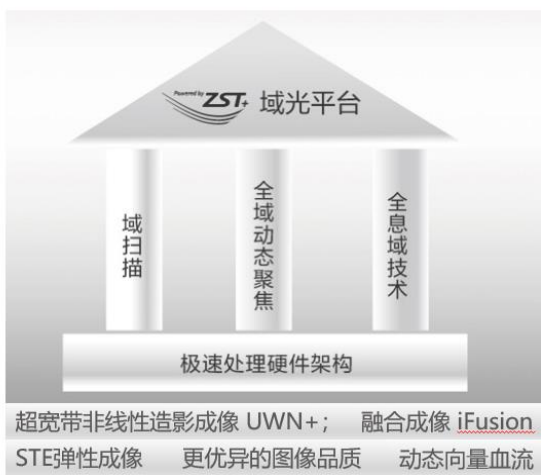 Powered by ZST+ 域光平台
域扫描
全域动态聚焦
全息域技术
极速处理硬件架构
超宽带非线性造影成像 UWN+； 融合成像 iFusion
STE弹性成像 更优异的图像品质 动态向量血流